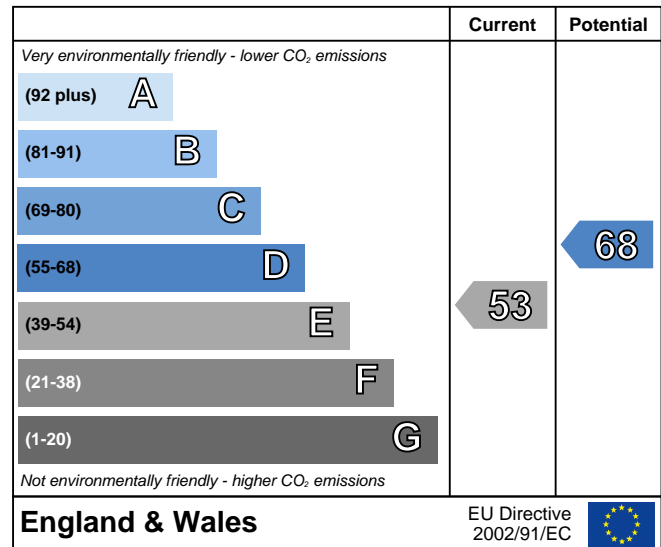 Current Potential
Very environmentally friendly - lower CO₂ emissions
(92 plus) A
(81-91) B
(69-80) C
(55-68) D
68
(39-54) E
53
(21-38) F
(1-20) G
Not environmentally friendly - higher CO₂ emissions
England & Wales
EU Directive
2002/91/EC